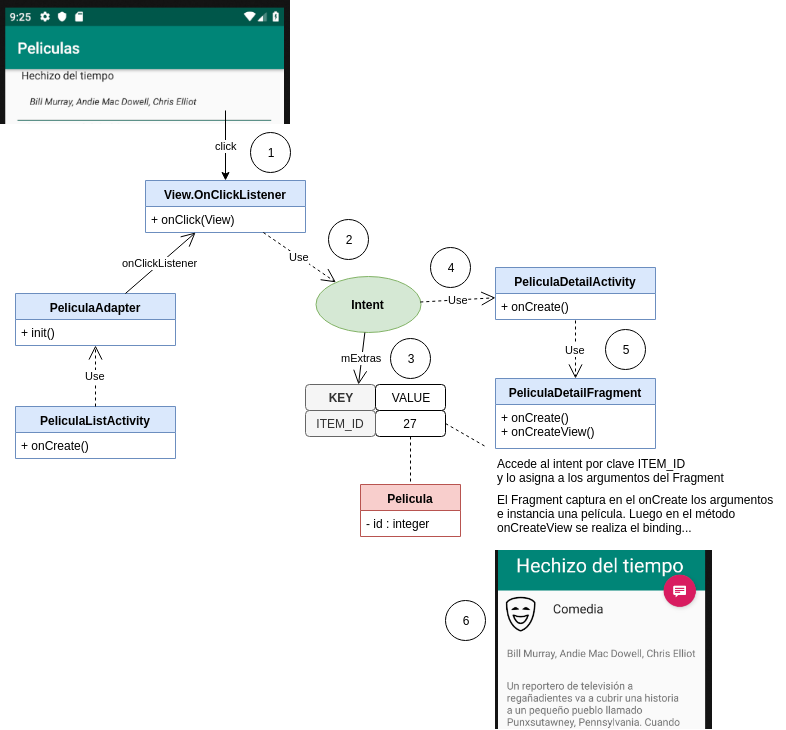 9:25
Peliculas
Hechizo del tiempo
Bill Murray, Andie Mac Dowell, Chris Elliot
click
1
View.OnClickListener
+ onClick(View)
2
Use
onClickListener
4
PeliculaDetailActivity
+ onCreate()
Use
Intent
PeliculaAdapter
+ init()
mExtras
3
Use
5
Use
KEY
VALUE
ITEM_ID
27
PeliculaDetailFragment
+ onCreate()
+ onCreateView()
PeliculaListActivity
+ onCreate()
Accede al intent por clave ITEM_ID
y lo asigna a los argumentos del Fragment
El Fragment captura en el onCreate los argumentos
e instancia una película. Luego en el método
onCreateView se realiza el binding...
Pelicula
- id : integer
6
Hechizo del tiempo
Comedia
Bill Murray, Andie Mac Dowell, Chris Elliot
Un reportero de televisión a
regañadientes va a cubrir una historia
a un pequeño pueblo llamado
Punxsutawney, Pennsylvania. Cuando